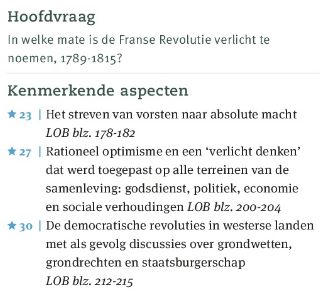 Hoofdvraag
In welke mate is de Franse Revolutie verlicht te
noemen, 1789-1815?
Kenmerkende aspecten
★ 23 | Het streven van vorsten naar absolute macht
LOB blz. 178-182
★ 27 | Rationeel optimisme en een ‘verlicht denken’
dat werd toegepast op alle terreinen van de
samenleving: godsdienst, politiek, economie
en sociale verhoudingen LOB blz. 200-204
★ 30 | De democratische revoluties in westerse landen
met als gevolg discussies over grondwetten,
grondrechten en staatsburgerschap
LOB blz. 212-215